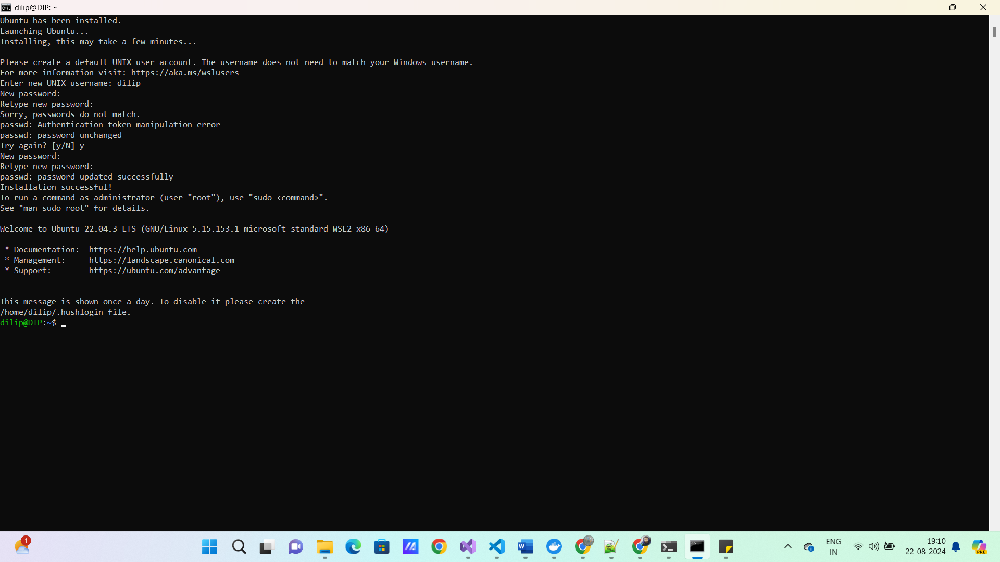 dilip@DIP: ~
Ubuntu has been installed.
Launching Ubuntu...
Installing, this may take a few minutes...
Please create a default UNIX user account. The username does not need to match your Windows username.
For more information visit: https://aka.ms/wslusers
Enter new UNIX username: dilip
New password:
Retype new password:
Sorry, passwords do not match.
passwd: Authentication token manipulation error
passwd: password unchanged
Try again? [y/N] y
New password:
Retype new password:
passwd: password updated successfully
Installation successful!
To run a command as administrator (user "root"), use "sudo <command>".
See "man sudo_root" for details.
Welcome to Ubuntu 22.04.3 LTS (GNU/Linux 5.15.153.1-microsoft-standard-WSL2 x86_64)
* Documentation:  https://help.ubuntu.com
* Management:     https://landscape.canonical.com
* Support:        https://ubuntu.com/advantage
This message is shown once a day. To disable it please create the
/home/dilip/.hushlogin file.
dilip@DIP:~$
1
ENG
IN
19:10
22-08-2024
PRE